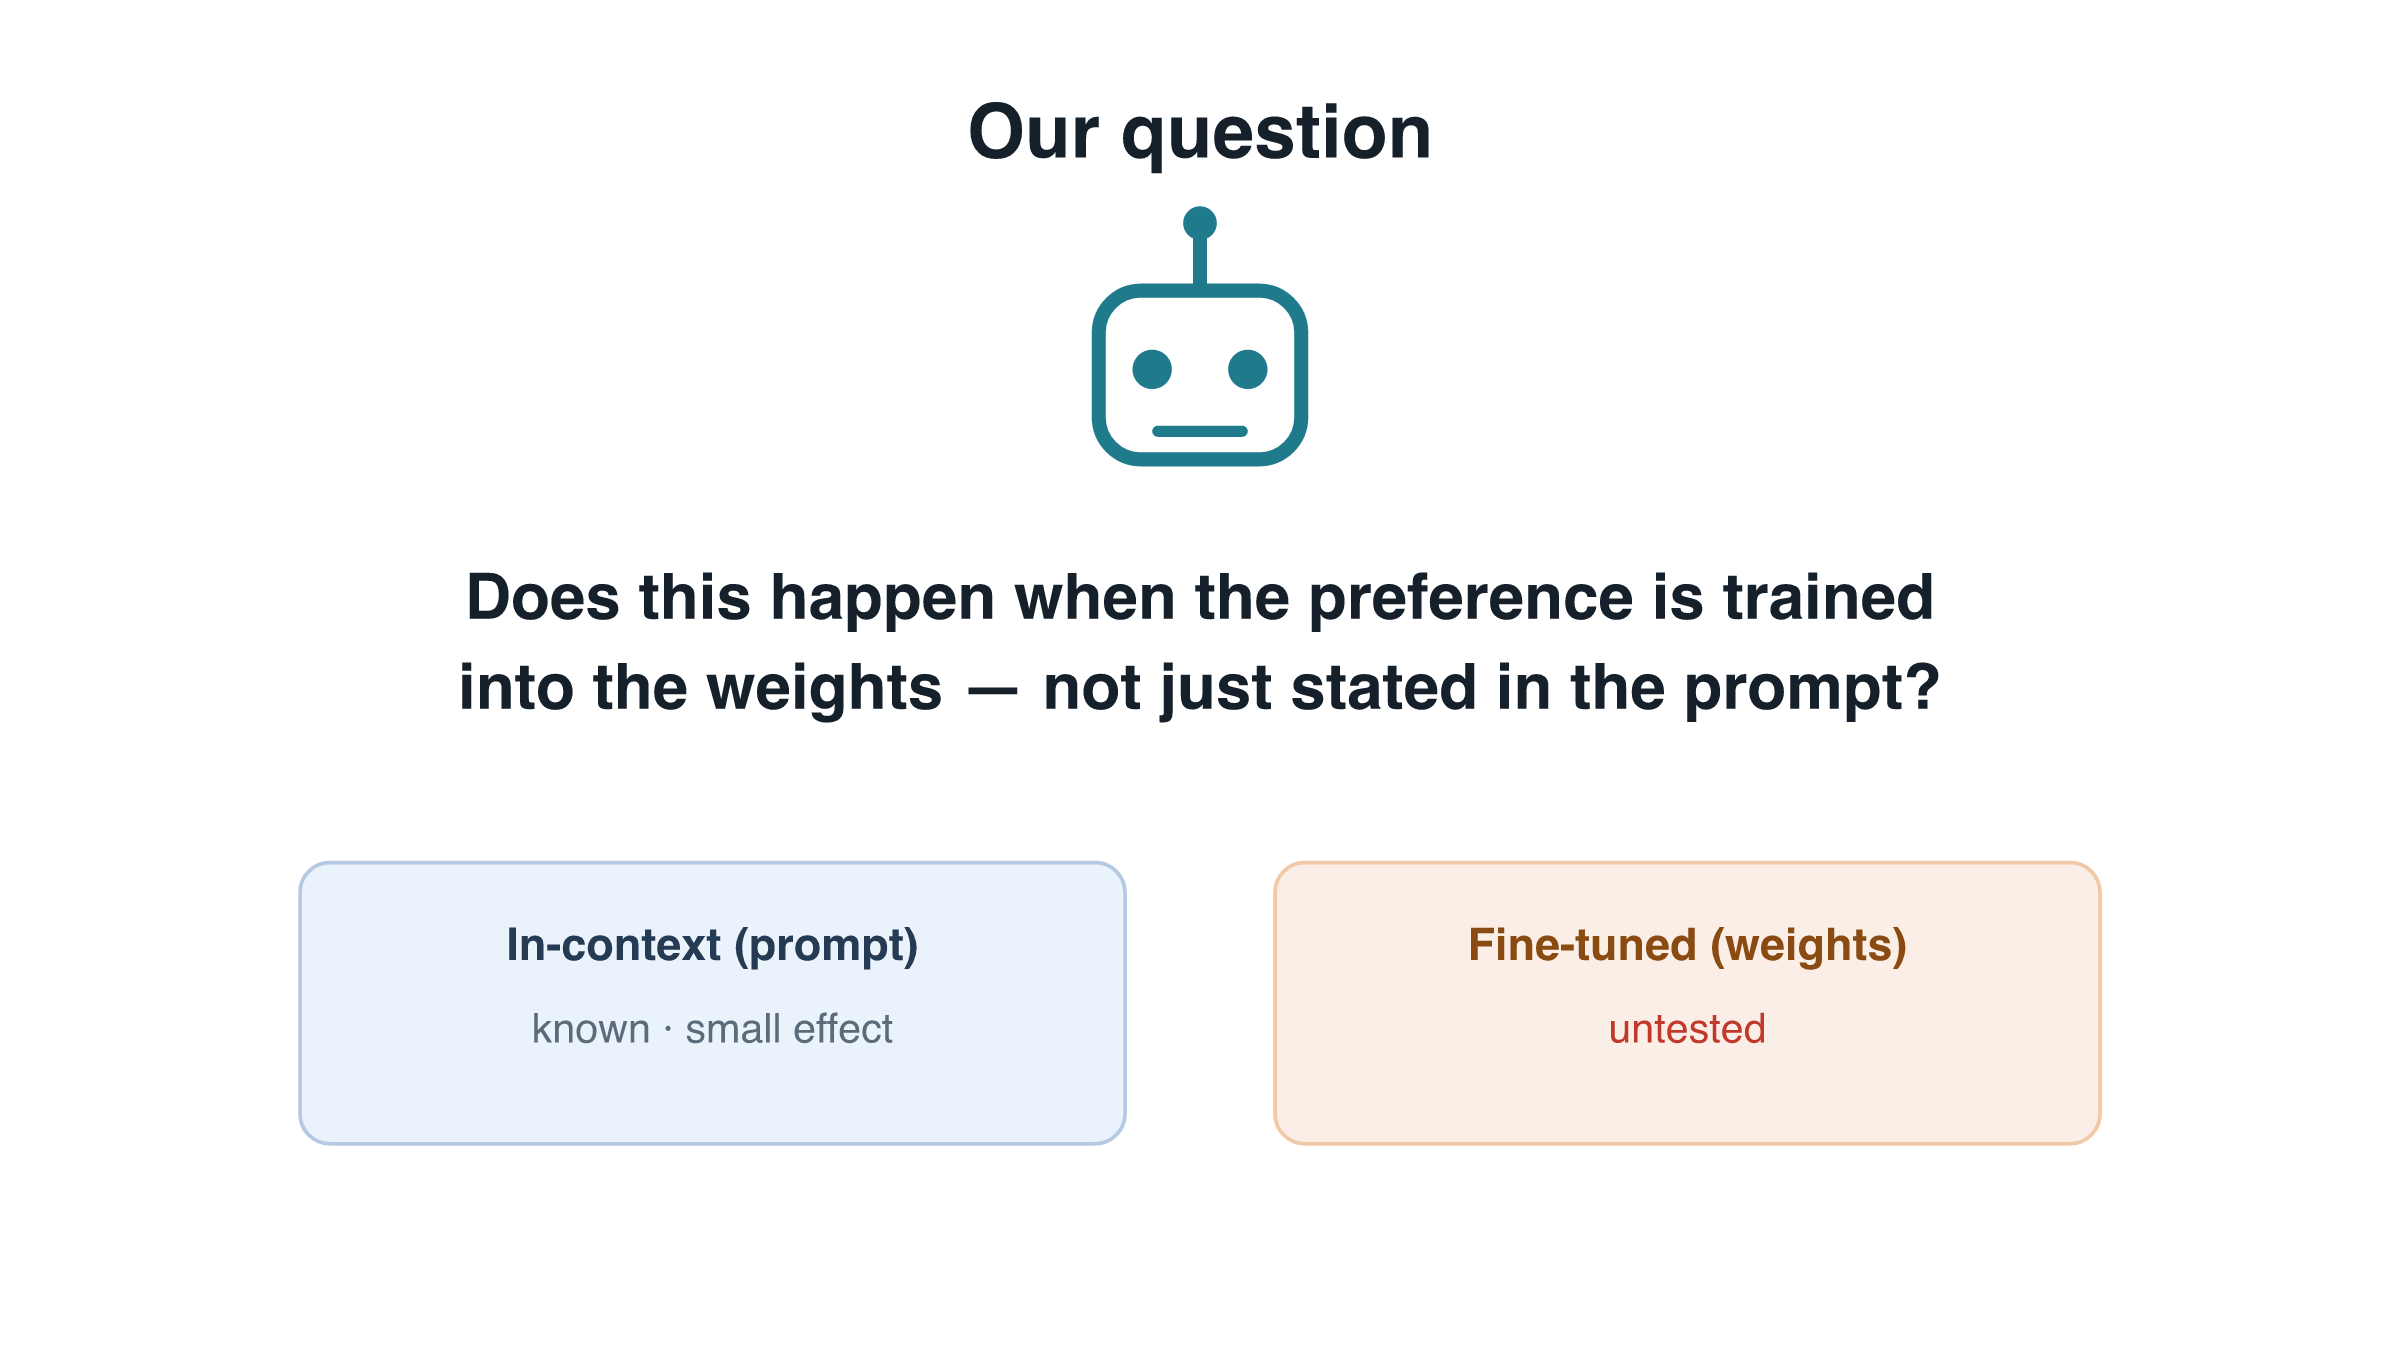 Our question
Does this happen when the preference is trained
into the weights — not just stated in the prompt?
In-context (prompt)
known · small effect
Fine-tuned (weights)
untested